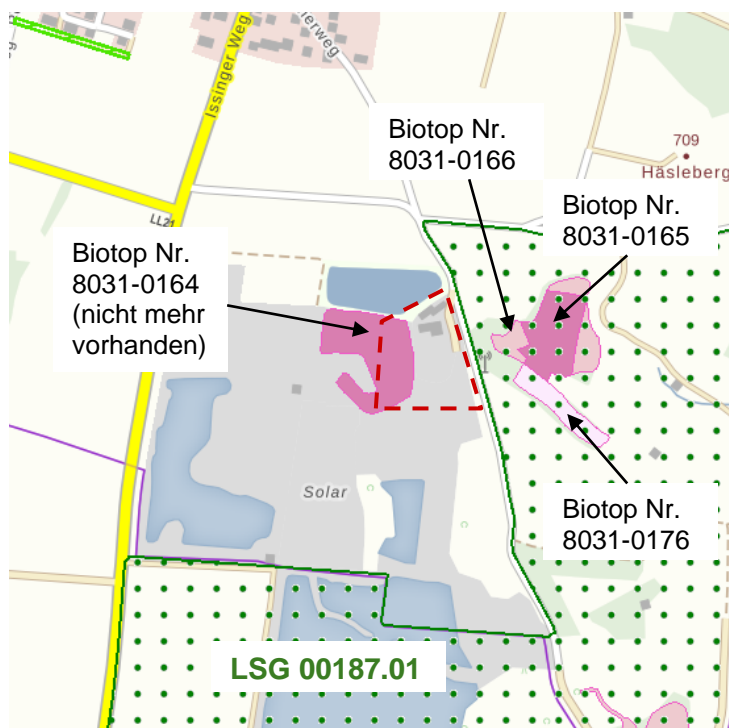 Issinger Weg
erweg
Biotop Nr.
8031-0166
709
Häsleberg
Biotop Nr.
8031-0165
LL21
Biotop Nr.
8031-0164
(nicht mehr
vorhanden)
Solar
Biotop Nr.
8031-0176
LSG 00187.01